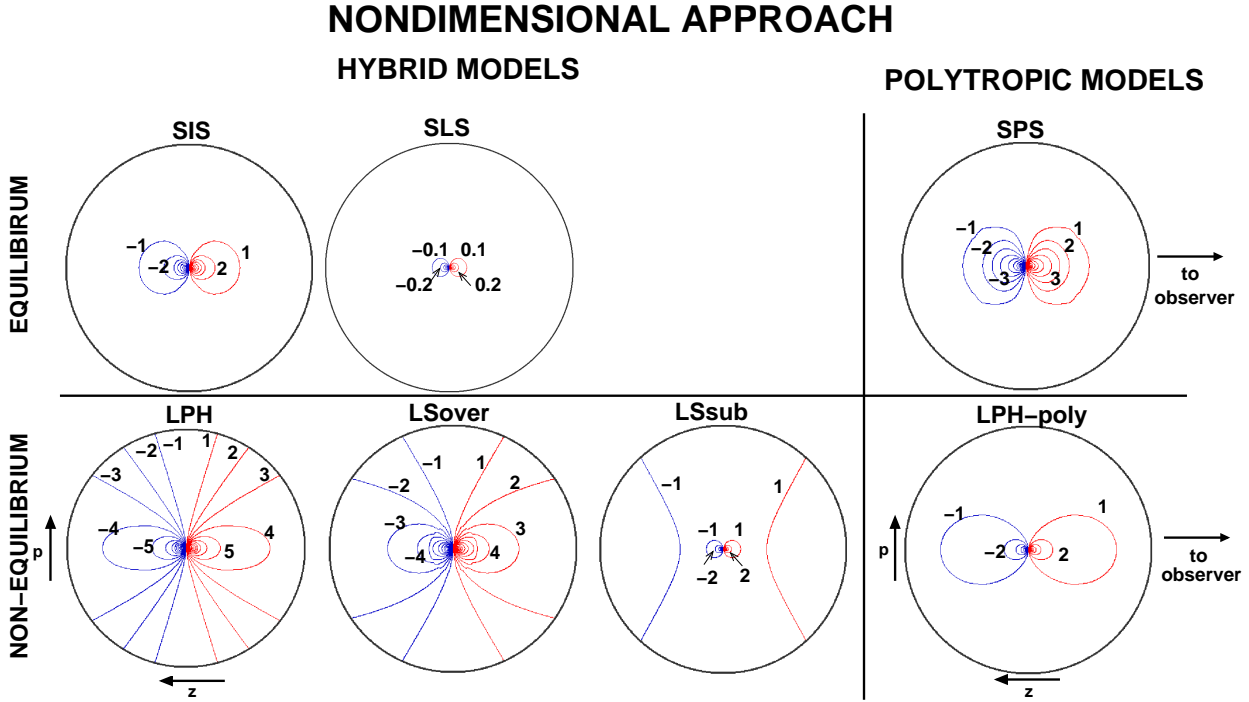 NONDIMENSIONAL APPROACH
HYBRID MODELS
POLYTROPIC MODELS
EQUILIBIRUM
SIS
−1
−2
2
1
SLS
−0.1
0.1
−0.2
0.2
SPS
−1
−2
−3
1
2
3
to
observer
NON−EQUILIBRIUM
LPH
−3
−2
−1
1
2
3
−4
−5
5
4
p
z
LSover
−1
1
−2
2
−3
3
−4
4
LSsub
−1
1
−1
1
−2
2
LPH−poly
−1
1
−2
2
p
z
to
observer